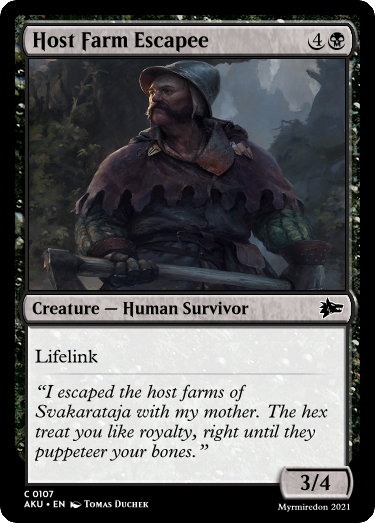 Host Farm Escapee 4
Creature — Human Survivor
Lifelink
“I escaped the host farms of
Svakarataja with my mother. The hex
treat you like royalty, right until they
puppeteer your bones.”
3/4
C 0107
AKU • EN Tomas Duchek
Myrmiredon 2021